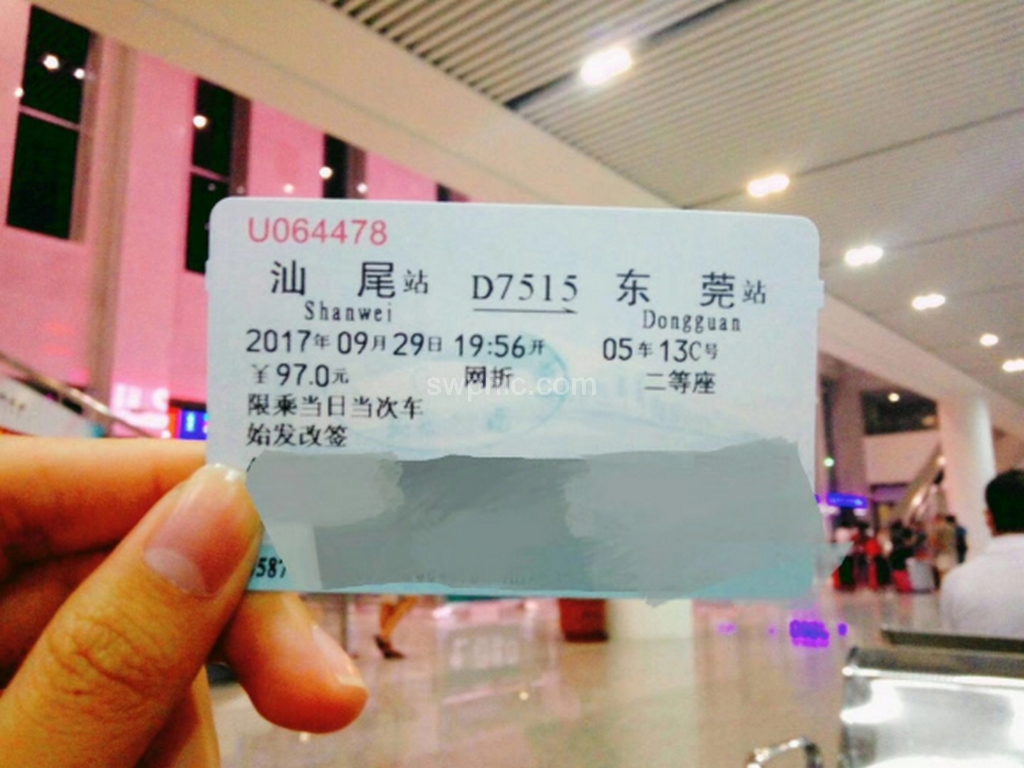 U064478
汕尾站 D7515 东莞站
Shanwei Dongguan
2017年09月29日 19:56开 05车13C号
￥97.0元 网折 二等座
限乘当日当次车
始发改签
587
swpnic.com